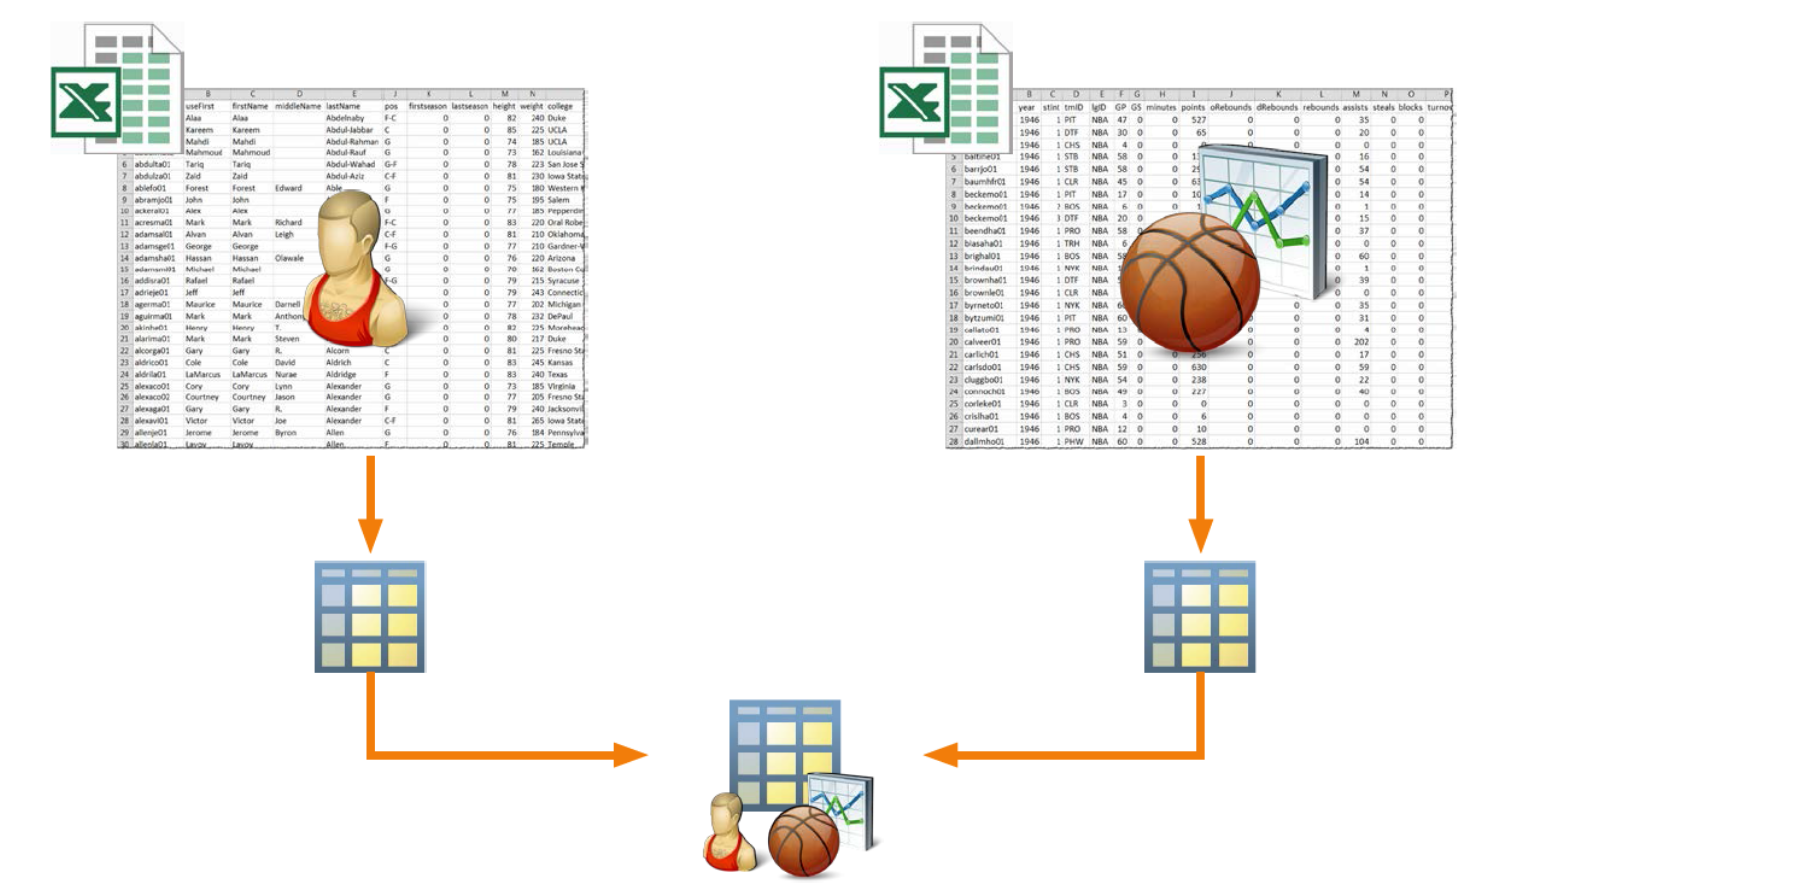 B C D E J K L M N
useFirst firstName middleName lastName pos firstseason lastseason height weight college
Alaa Alaa Abdelnaby F-C 0 0 82 240 Duke
Kareem Kareem Abdul-Jabbar C 0 0 85 225 UCLA
Mahdi Mahdi Abdul-Rahman G 0 0 74 185 UCLA
Mahmoud Abdul-Rauf G 0 0 73 162 Louisiana
6 abdulta01 Tariq Tariq Abdul-Wahad G-F 0 0 78 223 San Jose S
7 abdulza01 Zaid Zaid Abdul-Aziz C-F 0 0 81 230 Iowa State
8 ablefo01 Forest Forest Edward Able G 0 0 75 180 Western
9 abramjo01 John John F 0 0 75 195 Salem
10 ackeral01 Alex Alex G 0 0 77 185 Pepperdin
11 acresma01 Mark Mark Richard F-C 0 0 83 220 Oral Robe
12 adamsal01 Alvan Alvan Leigh C-F 0 0 81 210 Oklahoma
13 adamsge01 George George F-G 0 0 77 210 Gardner-
14 adamsha01 Hassan Hassan Olawale G 0 0 76 220 Arizona
15 Michael Michael G 0 0 70 162 Boston Co
16 addisra01 Rafael Rafael F-G 0 0 79 215 Syracuse
17 adrieje01 Jeff Jeff 0 0 79 243 Connectic
18 agerma01 Maurice Maurice Darnell 0 0 77 202 Michigan
19 aguirma01 Mark Mark Anthon 0 0 78 232 DePaul
20 akinhe01 Henry Henry T. 0 0 82 225 Morehea
21 alarima01 Mark Mark Steven 0 0 80 217 Duke
22 alcorga01 Gary Gary R. Alcorn C 0 0 81 225 Fresno St
23 aldrico01 Cole Cole David Aldrich C 0 0 83 245 Kansas
24 aldrila01 LaMarcus LaMarcus Nurae Aldridge F 0 0 83 240 Texas
25 alexaco01 Cory Cory Lynn Alexander G 0 0 73 185 Virginia
26 alexaco02 Courtney Courtney Jason Alexander G 0 0 77 205 Fresno Sta
27 alexaga01 Gary Gary R. Alexander F 0 0 79 240 Jacksonvil
28 alexavi01 Victor Victor Joe Alexander C-F 0 0 81 265 Iowa State
29 allenje01 Jerome Jerome Byron Allen G 0 0 76 184 Pennsylva
30 Lavoy Lavoy Allen F 0 0 81 225 Temple
B C D E F G H I J K L M N O P
year stint tmID lgID GP GS minutes points oRebounds dRebounds rebounds assists steals blocks turnov
1946 1 PIT NBA 47 0 0 527 0 0 0 35 0 0
1946 1 DTF NBA 30 0 0 65 0 0 0 20 0 0
1946 1 CHS NBA 4 0 0
5 baltine01 1946 1 STB NBA 58 0 0 16 0 0
6 barrjo01 1946 1 STB NBA 58 0 0 54 0 0
7 baumhfr01 1946 1 CLR NBA 45 0 0 54 0 0
8 beckemo01 1946 1 PIT NBA 17 0 0 14 0 0
9 beckemo01 1946 2 BOS NBA 6 0 0 1 0 0
10 beckemo01 1946 3 DTF NBA 20 0 15 0 0
11 beendha01 1946 1 PRO NBA 58 0 37 0 0
12 biasaha01 1946 1 TRH NBA 6 0 0 0
13 brighal01 1946 1 BOS NBA 60 0 0
14 brindau01 1946 1 NYK NBA 0 1 0 0
15 brownha01 1946 1 DTF NBA 0 39 0 0
16 brownle01 1946 1 CLR NBA 0 0 0
17 byrneto01 1946 1 NYK NBA 0 0 35 0 0
18 bytzumi01 1946 1 PIT NBA 60 0 0 0 31 0 0
19 callato01 1946 1 PRO NBA 13 0 0 0 4 0 0
20 calveer01 1946 1 PRO NBA 59 0 0 0 202 0 0
21 carlich01 1946 1 CHS NBA 51 0 0 0 0 0 17 0 0
22 carlsdo01 1946 1 CHS NBA 59 0 0 630 0 0 0 59 0 0
23 cluggbo01 1946 1 NYK NBA 54 0 0 238 0 0 0 22 0 0
24 connoch01 1946 1 BOS NBA 49 0 0 227 0 0 0 40 0 0
25 corleke01 1946 1 CLR NBA 3 0 0 0 0 0 0 0 0 0
26 crislha01 1946 1 BOS NBA 4 0 0 6 0 0 0 0 0 0
27 curear01 1946 1 PRO NBA 12 0 0 10 0 0 0 0 0 0
28 dallmho01 1946 1 PHW NBA 60 0 0 528 0 0 0 104 0 0